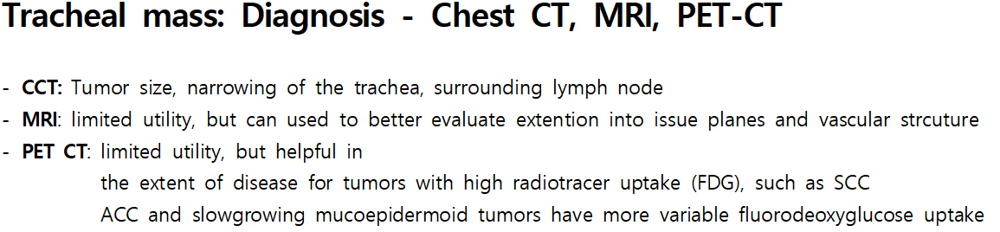 Tracheal mass: Diagnosis - Chest CT, MRI, PET-CT
- CCT: Tumor size, narrowing of the trachea, surrounding lymph node
- MRI: limited utility, but can used to better evaluate extention into issue planes and vascular strcuture
- PET CT: limited utility, but helpful in
the extent of disease for tumors with high radiotracer uptake (FDG), such as SCC
ACC and slowgrowing mucoepidermoid tumors have more variable fluorodeoxyglucose uptake